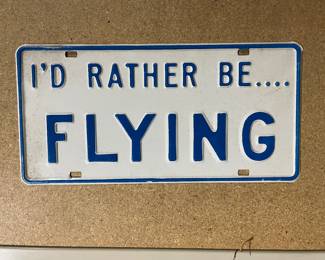 I'D RATHER BE....
FLYING